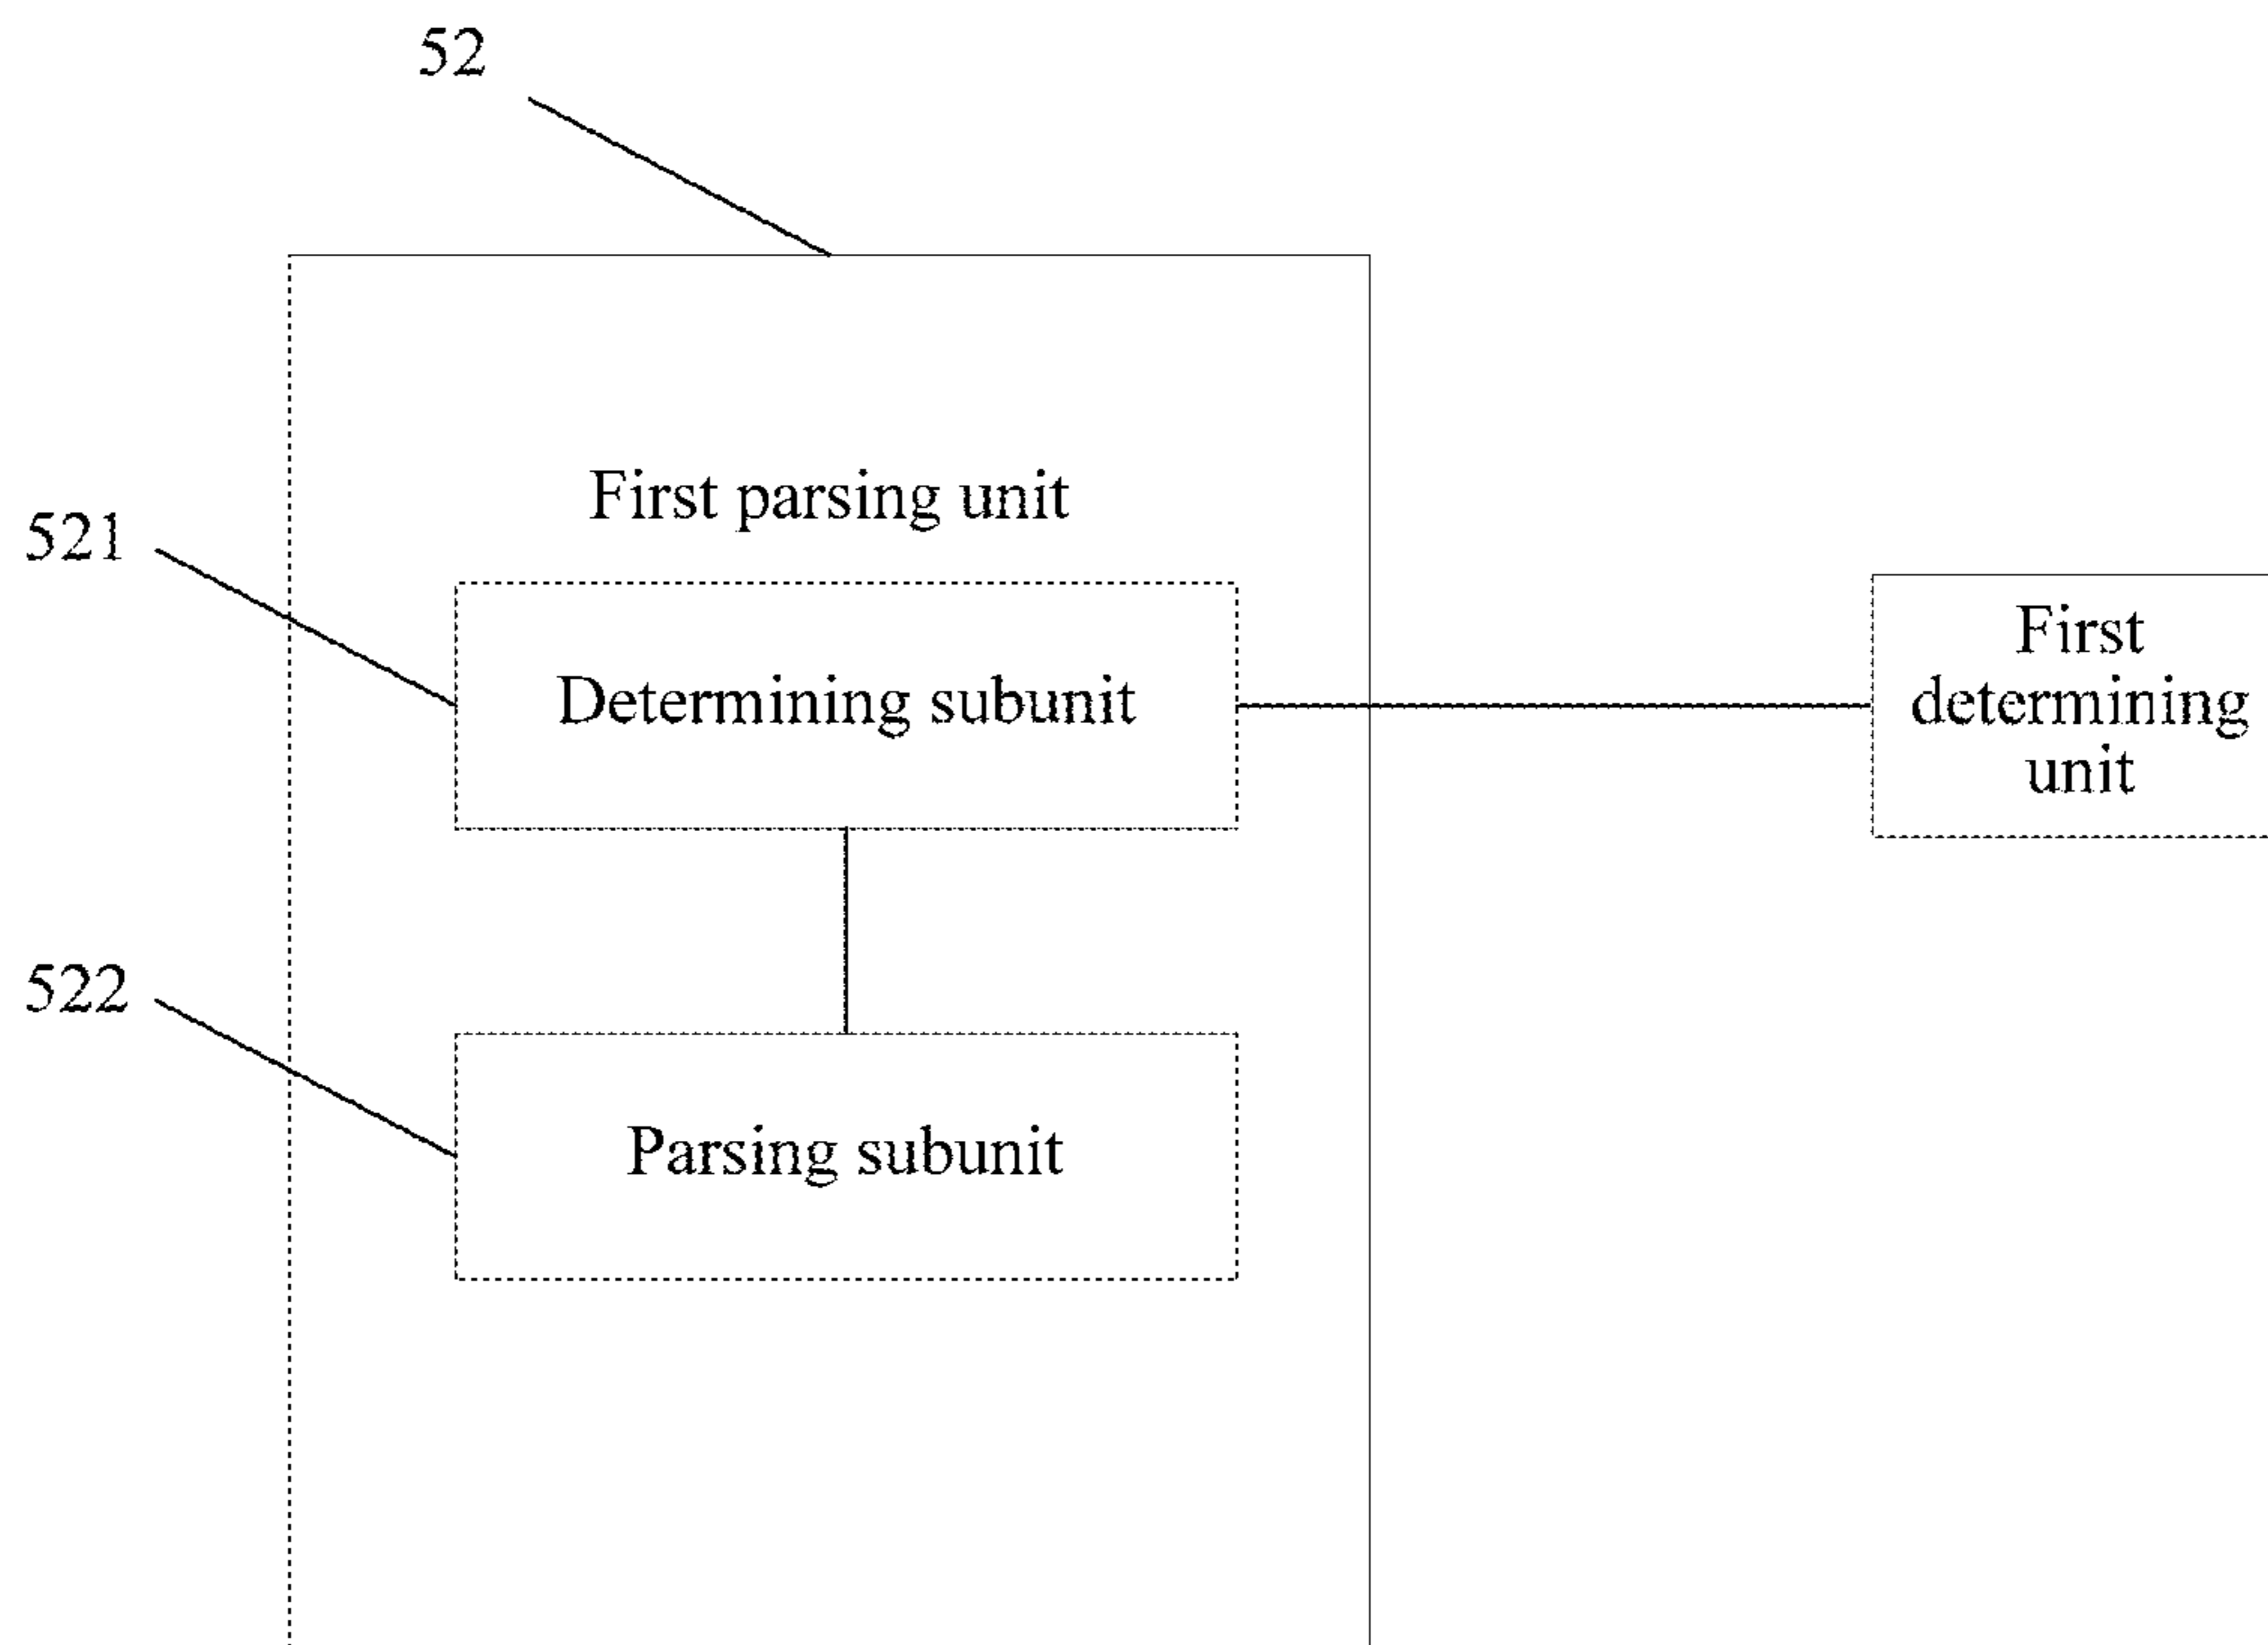 52
First parsing unit
521
Determining subunit
First
determining
unit
522
Parsing subunit